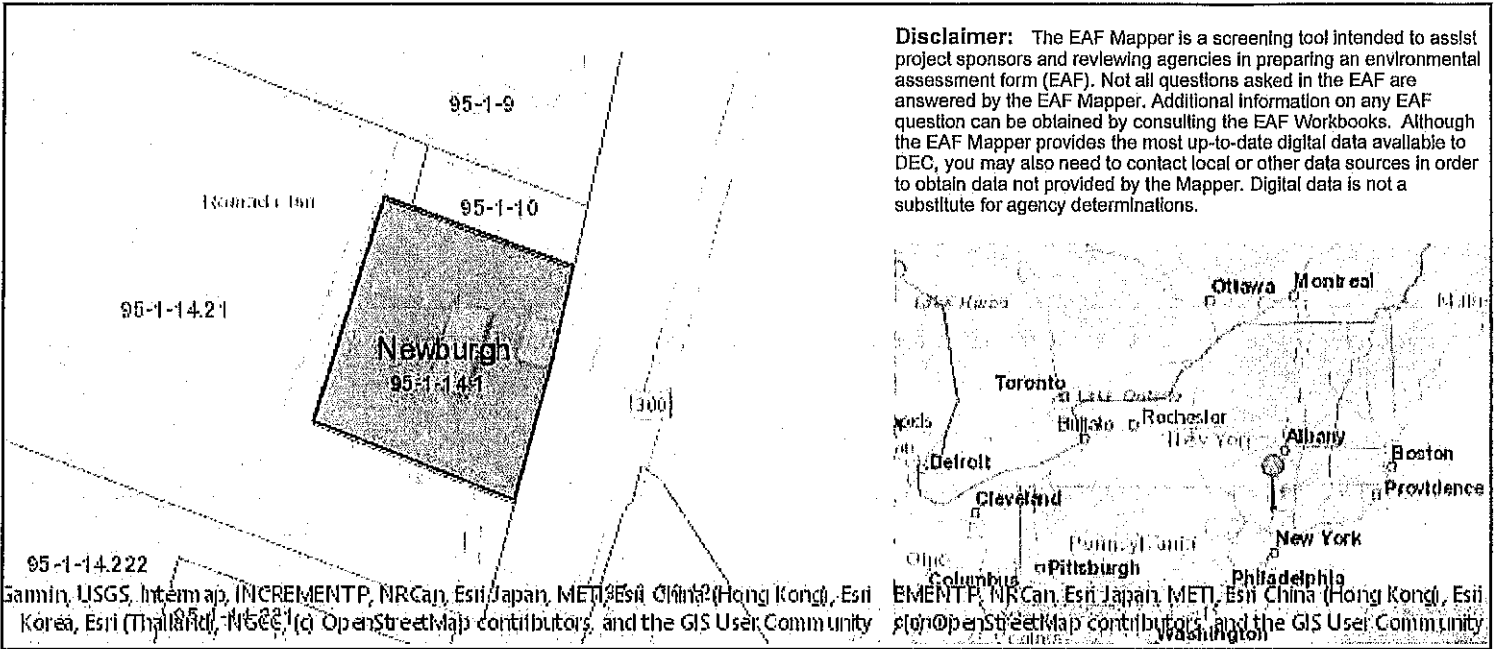 Disclaimer: The EAF Mapper is a screening tool intended to assist
project sponsors and reviewing agencies in preparing an environmental
assessment form (EAF). Not all questions asked in the EAF are
answered by the EAF Mapper. Additional information on any EAF
question can be obtained by consulting the EAF Workbooks. Although
the EAF Mapper provides the most up-to-date digital data available to
DEC, you may also need to contact local or other data sources in order
to obtain data not provided by the Mapper. Digital data is not a
substitute for agency determinations.
95-1-9
95-1-10
95-1-14.21
Newburgh
95-1-14.1
300
95-1-14.222
Garmin, USGS, Intermap, INCREMENT P, NRCan, Esri Japan, METI, Esri China (Hong Kong), Esri
Korea, Esri (Thailand), NGCC, (c) OpenStreetMap contributors, and the GIS User Community
Ottawa
Montreal
Toronto
Buffalo
Rochester
New York
Albany
Boston
Detroit
Providence
Cleveland
Pennsylvania
New York
Columbus
Pittsburgh
Philadelphia
EMENT P, NRCan, Esri Japan, METI, Esri China (Hong Kong), Esri
OpenStreetMap contributors, and the GIS User Community
Washington